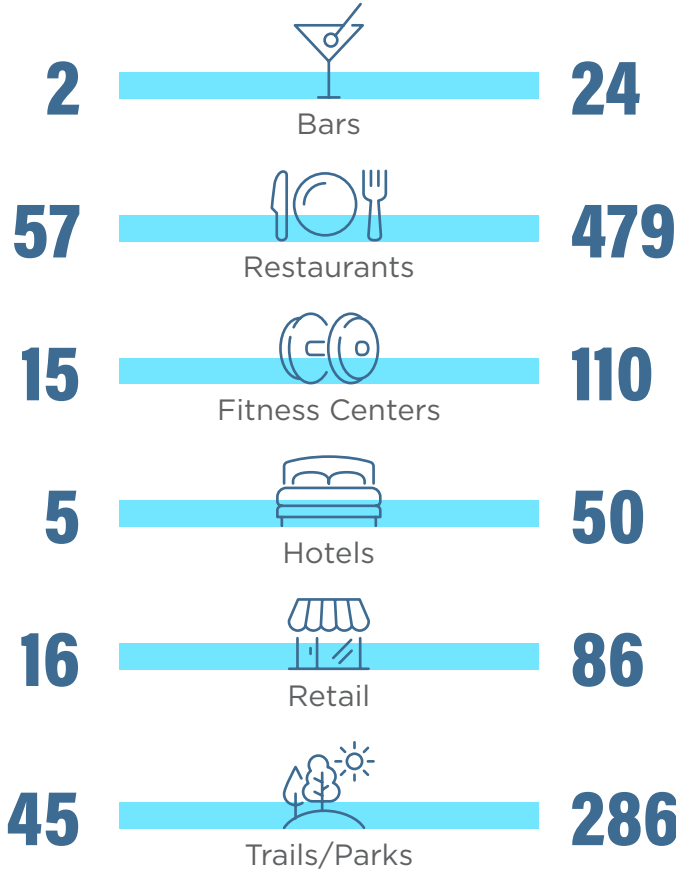 2 24
Bars
57 479
Restaurants
15 110
Fitness Centers
5 50
Hotels
16 86
Retail
45 286
Trails/Parks